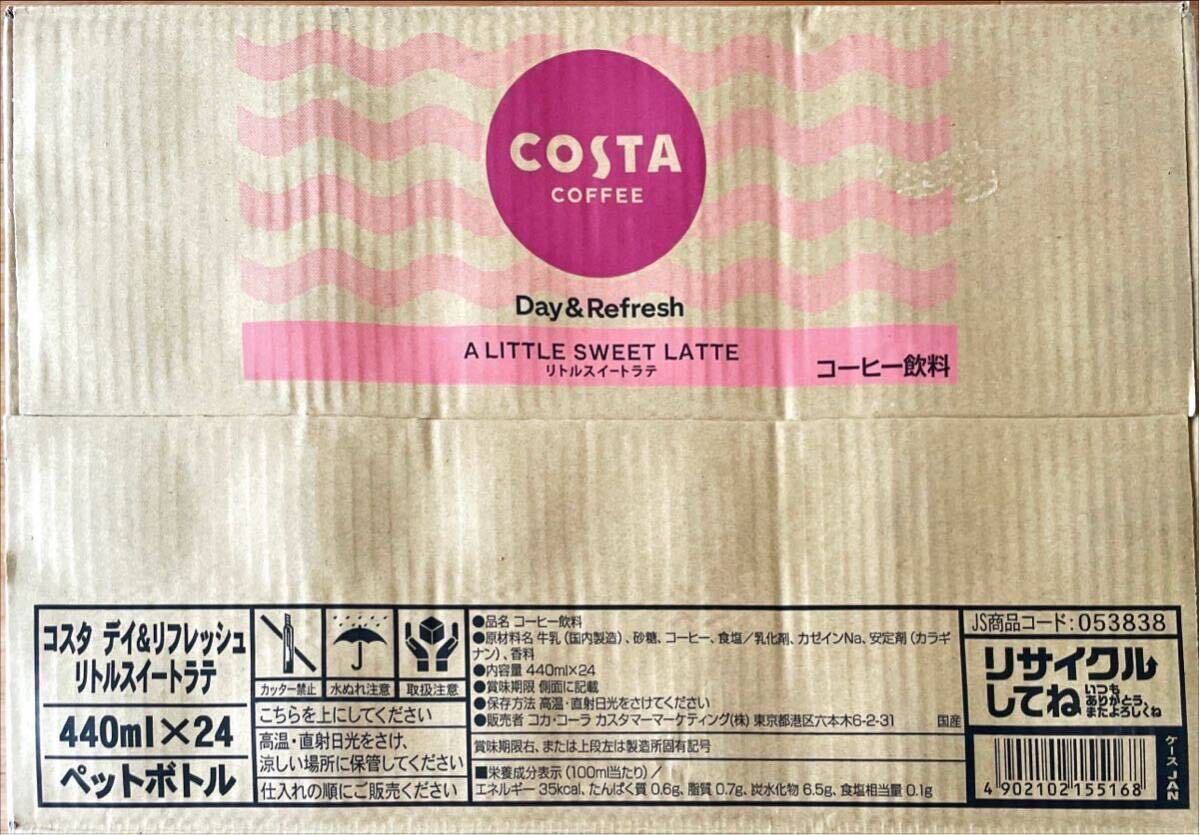 COSTA
COFFEE
Day&Refresh
A LITTLE SWEET LATTE
リトルスイートラテ
コーヒー飲料
コスタ デイ&リフレッシュ
リトルスイートラテ
440ml×24
ペットボトル
カッター禁止
水ぬれ注意
取扱注意
こちらを上にしてください
高温・直射日光をさけ、
涼しい場所に保管してください
仕入れの順にご販売ください
●品名 コーヒー飲料
●原材料名 牛乳（国内製造）、砂糖、コーヒー、食塩／乳化剤、カゼインNa、安定剤（カラギ
ナン）、香料
●内容量 440ml×24
●賞味期限 側面に記載
●保存方法 高温・直射日光をさけてください
●販売者 コカ・コーラ カスタマーマーケティング(株) 東京都港区六本木6-2-31 国産
賞味期限右、または上段左は製造所固有記号
■栄養成分表示（100ml当たり）／
エネルギー 35kcal、たんぱく質 0.6g、脂質 0.7g、炭水化物 6.5g、食塩相当量 0.1g
JS商品コード:053838
リサイクル
してね
いつも
ありがとう、
またよろしくね
4902102155168
ケースJAN